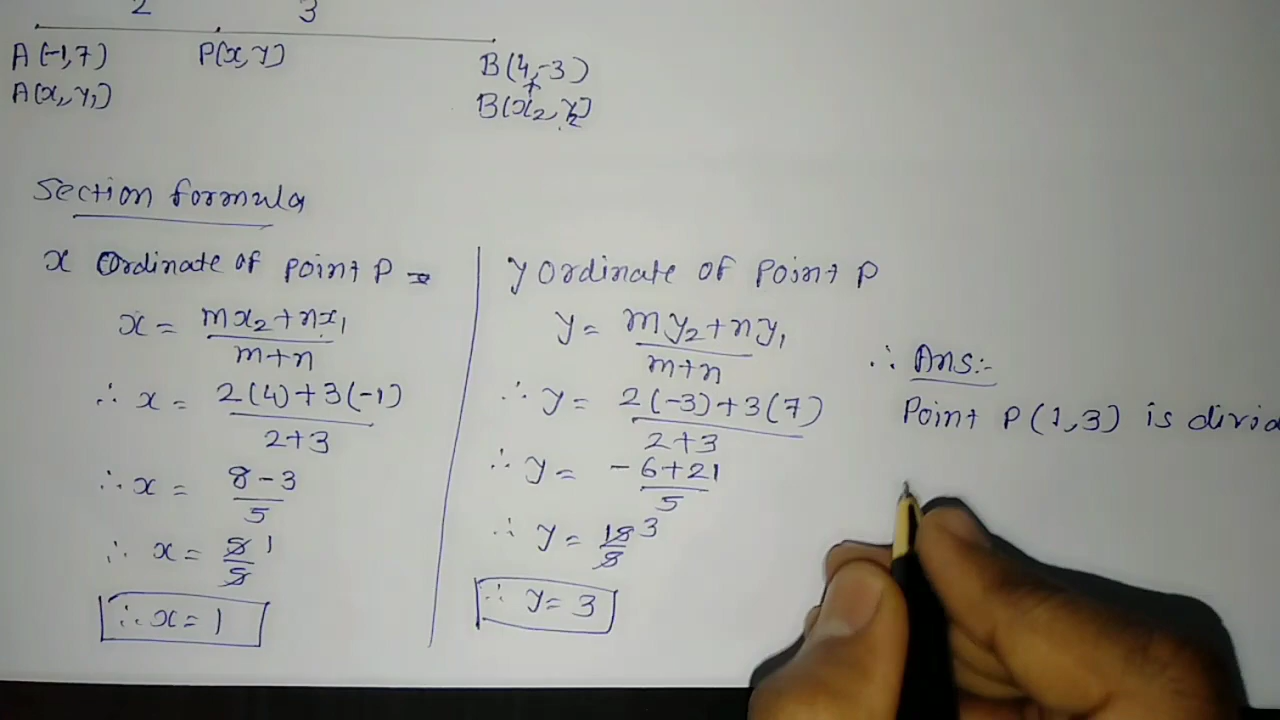 2 3
A(-1,7) P(x,y) B(4,-3)
A(x₁,y₁) B(x₂,y₂)
Section formula
x Ordinate of point P =
x = mx₂+nx₁
m+n
∴ x = 2(4)+3(-1)
2+3
∴ x = 8-3
5
∴ x = 5 1
5
∴ x = 1
y Ordinate of Point P
y = my₂+ny₁
m+n
∴ y = 2(-3)+3(7)
2+3
∴ y = -6+21
5
∴ y = 15 3
5
∴ y = 3
∴ Ans:-
Point P(1,3) is divid